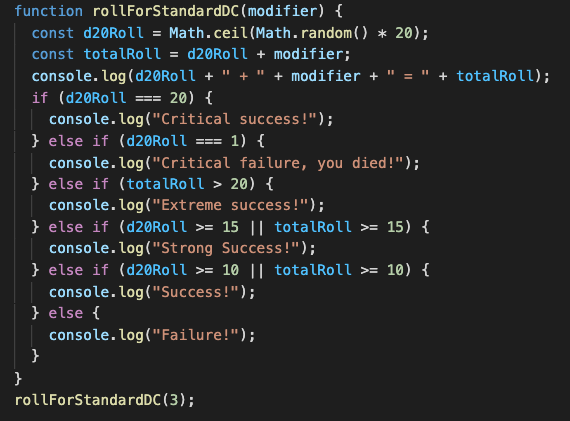 function rollForStandardDC(modifier) {
  const d20Roll = Math.ceil(Math.random() * 20);
  const totalRoll = d20Roll + modifier;
  console.log(d20Roll + " + " + modifier + " = " + totalRoll);
  if (d20Roll === 20) {
    console.log("Critical success!");
  } else if (d20Roll === 1) {
    console.log("Critical failure, you died!");
  } else if (totalRoll > 20) {
    console.log("Extreme success!");
  } else if (d20Roll >= 15 || totalRoll >= 15) {
    console.log("Strong Success!");
  } else if (d20Roll >= 10 || totalRoll >= 10) {
    console.log("Success!");
  } else {
    console.log("Failure!");
  }
}
rollForStandardDC(3);